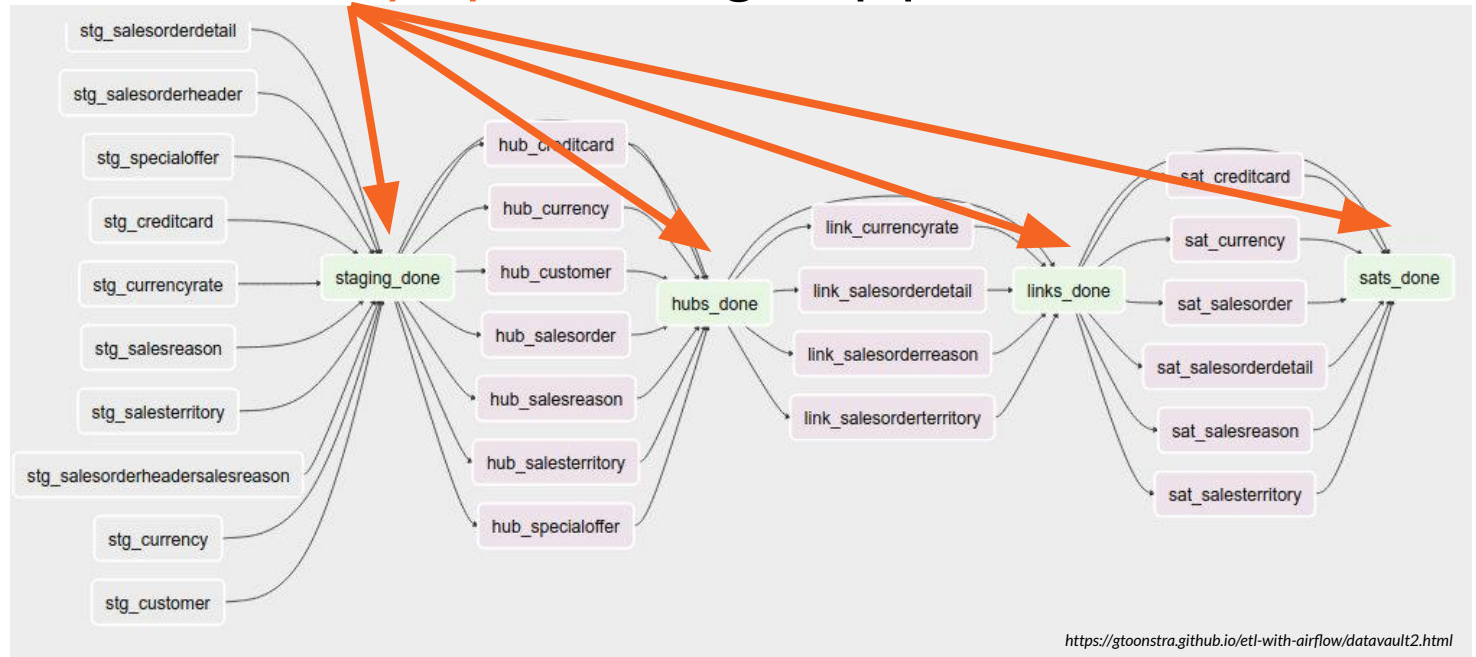 stg_salesorderdetail
stg_salesorderheader
stg_specialoffer
stg_creditcard
stg_currencyrate
stg_salesreason
stg_salesterritory
stg_salesorderheadersalesreason
stg_currency
stg_customer
staging_done
hub_creditcard
hub_currency
hub_customer
hub_salesorder
hub_salesreason
hub_salesterritory
hub_specialoffer
hubs_done
link_currencyrate
link_salesorderdetail
link_salesorderreason
link_salesorderterritory
links_done
sat_creditcard
sat_currency
sat_salesorder
sat_salesorderdetail
sat_salesreason
sat_salesterritory
sats_done
https://gtoonstra.github.io/etl-with-airflow/datavault2.html